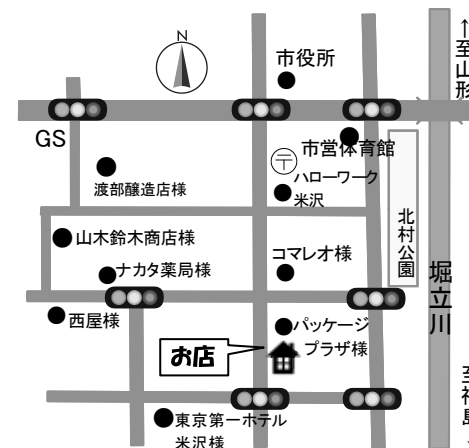 N
市役所
↑至山形
GS
〒
市営体育館
ハローワーク
米沢
渡部醸造店様
北村公園
山木鈴木商店様
ナカタ薬局様
コマレオ様
堀立川
西屋様
パッケージ
プラザ様
お店
東京第一ホテル
米沢様